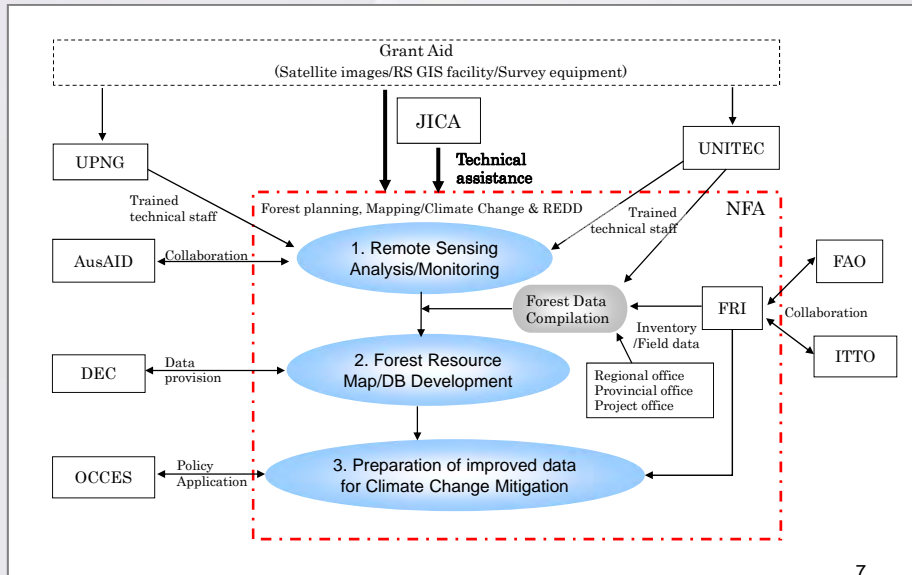 Grant Aid
(Satellite images/RS GIS facility/Survey equipment)
JICA
UPNG
UNITEC
Technical
assistance
Trained
technical staff
Forest planning, Mapping/Climate Change & REDD
Trained
technical staff
NFA
AusAID
Collaboration
1. Remote Sensing
Analysis/Monitoring
FAO
Forest Data
Compilation
FRI
Collaboration
Inventory
/Field data
ITTO
DEC
Data
provision
2. Forest Resource
Map/DB Development
Regional office
Provincial office
Project office
OCCES
Policy
Application
3. Preparation of improved data
for Climate Change Mitigation
7